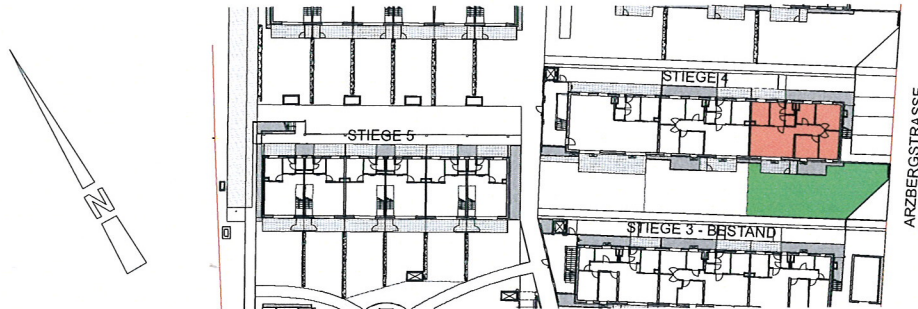 STIEGE 4
STIEGE 5
STIEGE 3 - BESTAND
ARZBERGSTRASSE
N